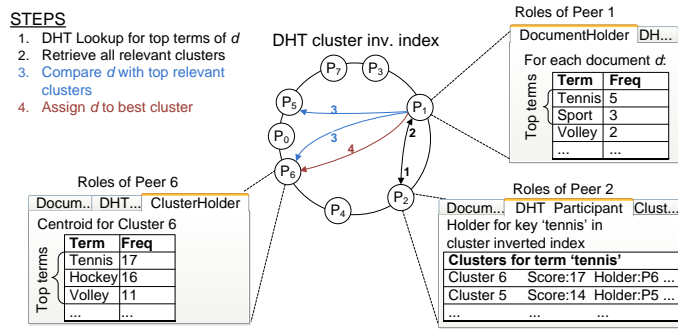 STEPS
1. DHT Lookup for top terms of d
2. Retrieve all relevant clusters
3. Compare d with top relevant
clusters
4. Assign d to best cluster
DHT cluster inv. index
P7
P3
P5
P1
P0
P6
P4
P2
3
3
4
2
1
Roles of Peer 1
DocumentHolder DH...
For each document d:
Top terms
Term Freq
Tennis 5
Sport 3
Volley 2
... ...
Roles of Peer 6
Docum.. DHT... ClusterHolder
Centroid for Cluster 6
Top terms
Term Freq
Tennis 17
Hockey 16
Volley 11
... ...
Roles of Peer 2
Docum... DHT Participant Clust...
Holder for key ‘tennis’ in
cluster inverted index
Clusters for term ‘tennis’
Cluster 6 Score:17 Holder:P6 ...
Cluster 5 Score:14 Holder:P5 ...
... ... ...